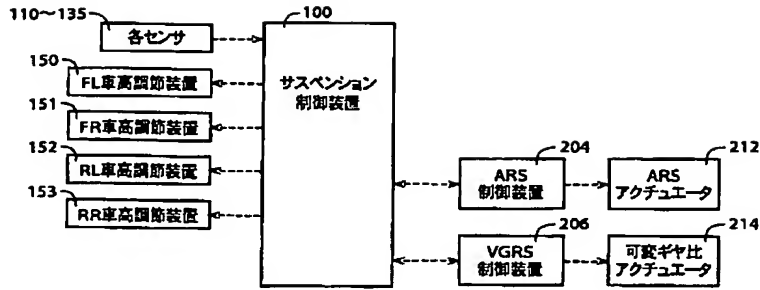 110～135
各センサ
150
FL車高調節装置
151
FR車高調節装置
152
RL車高調節装置
153
RR車高調節装置
100
サスペンション
制御装置
204
ARS
制御装置
212
ARS
アクチュエータ
206
VGRS
制御装置
214
可変ギヤ比
アクチュエータ